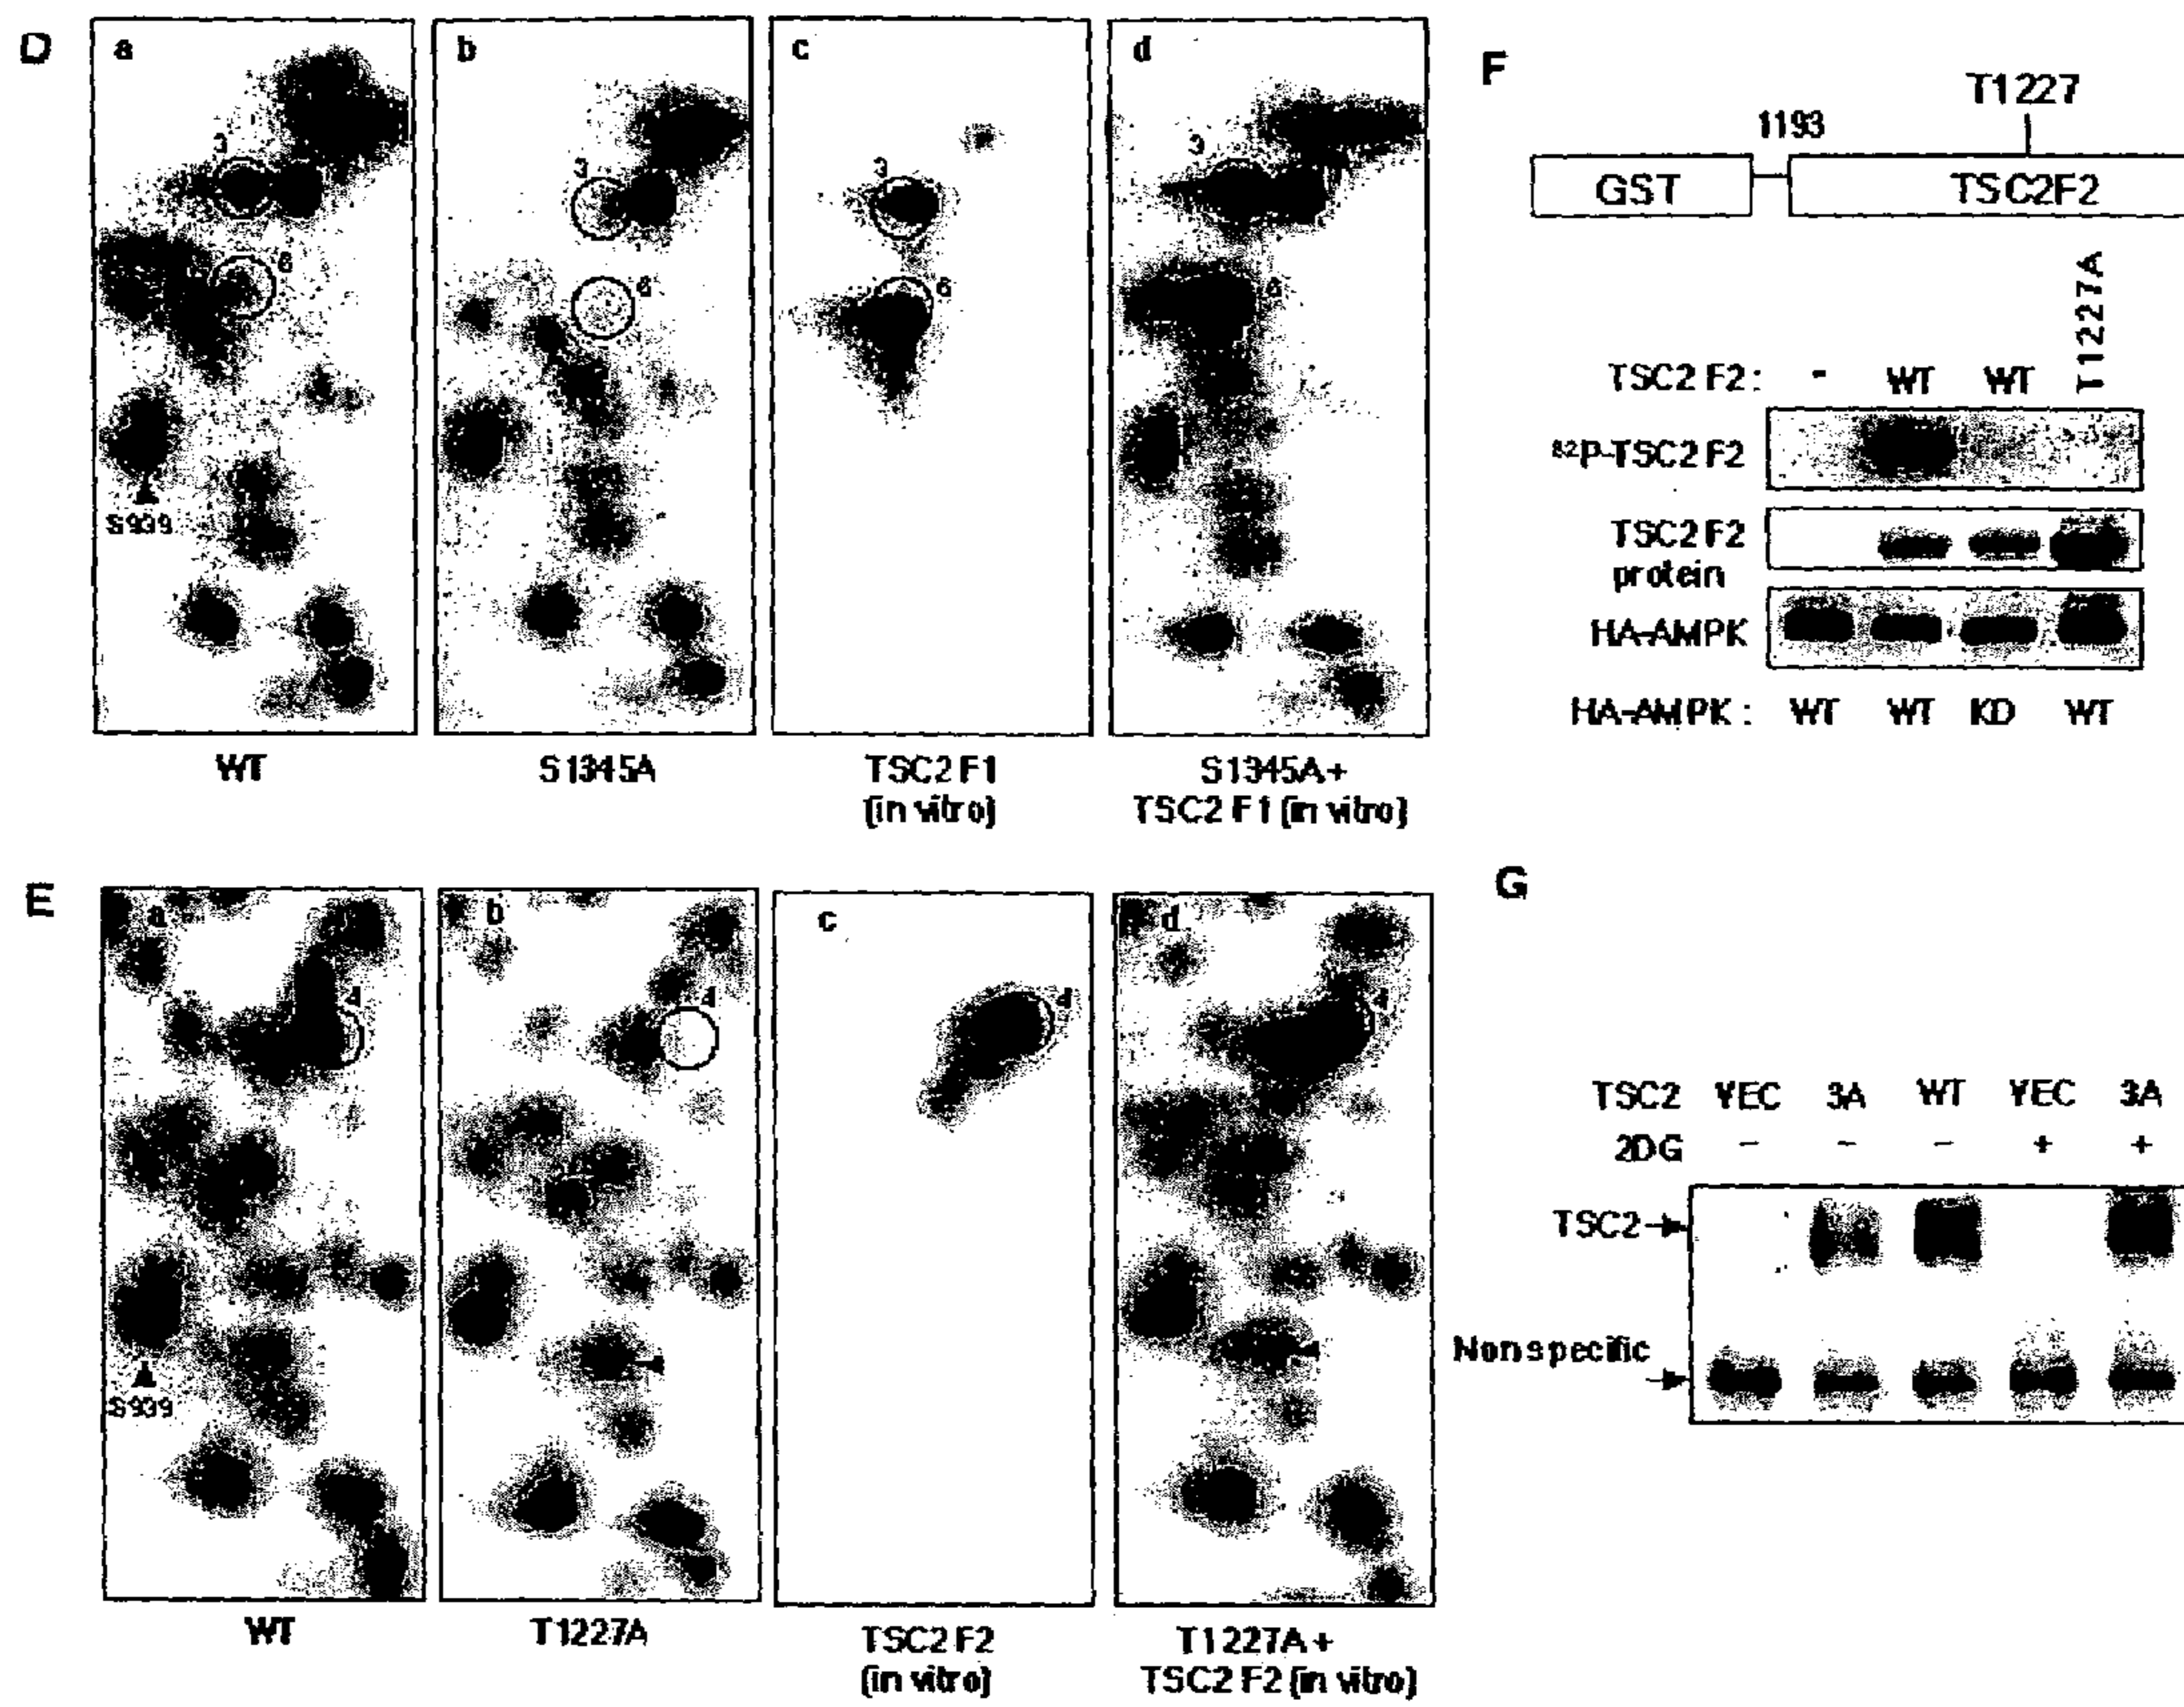 D
a b c d
3 3 3 3
6 6 6 6
S939
WT S1345A TSC2 F1 S1345A+
(in vitro) TSC2 F1 (in vitro)
E
a b c d
4 4 4 4
S939
WT T1227A TSC2 F2 T1227A+
(in vitro) TSC2 F2 (in vitro)
F
T1227
1193
GST TSC2F2
T1227A
TSC2 F2: - WT WT
³²P-TSC2 F2
TSC2 F2
protein
HA-AMPK
HA-AMPK: WT WT KD WT
G
TSC2 VEC 3A WT VEC 3A
2DG - - - + +
TSC2
Nonspecific